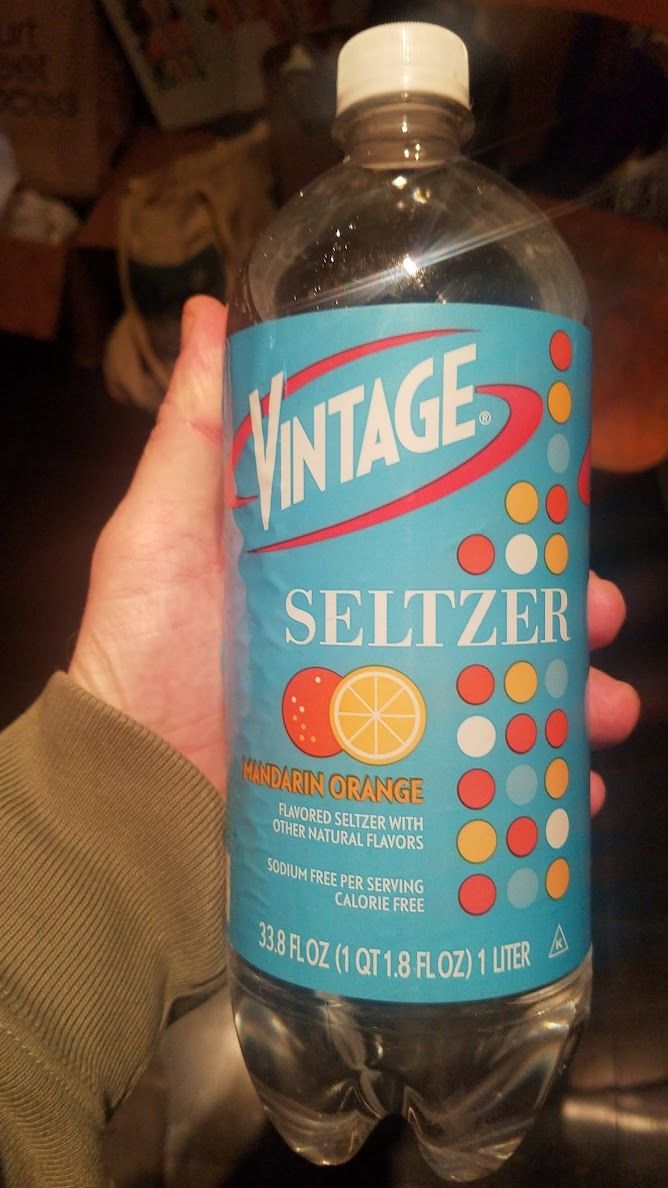 VINTAGE®
SELTZER
MANDARIN ORANGE
FLAVORED SELTZER WITH
OTHER NATURAL FLAVORS
SODIUM FREE PER SERVING
CALORIE FREE
33.8 FL OZ (1 QT 1.8 FL OZ) 1 LITER
K